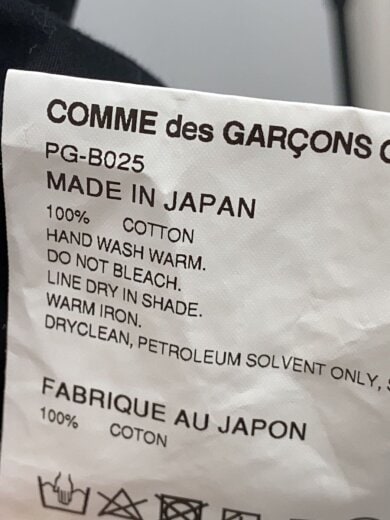 COMME des GARÇONS
PG-B025
MADE IN JAPAN
100% COTTON
HAND WASH WARM.
DO NOT BLEACH.
LINE DRY IN SHADE.
WARM IRON.
DRYCLEAN, PETROLEUM SOLVENT ONLY,
FABRIQUE AU JAPON
100% COTON